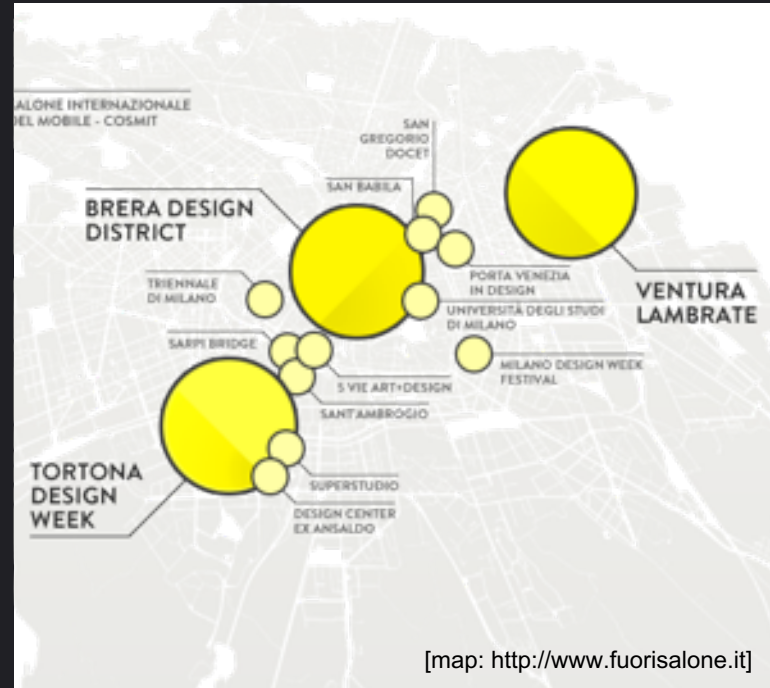 ALONE INTERNAZIONALE
DEL MOBILE - COSMIT
SAN
GREGORIO
DOCET
SAN BABILA
BRERA DESIGN
DISTRICT
TRIENNALE
DI MILANO
PORTA VENEZIA
IN DESIGN
VENTURA
LAMBRATE
UNIVERSITÀ DEGLI STUDI
DI MILANO
SARPI BRIDGE
MILANO DESIGN WEEK
FESTIVAL
5 VIE ART+DESIGN
SANT'AMBROGIO
TORTONA
DESIGN
WEEK
SUPERSTUDIO
DESIGN CENTER
EX ANSALDO
[map: http://www.fuorisalone.it]